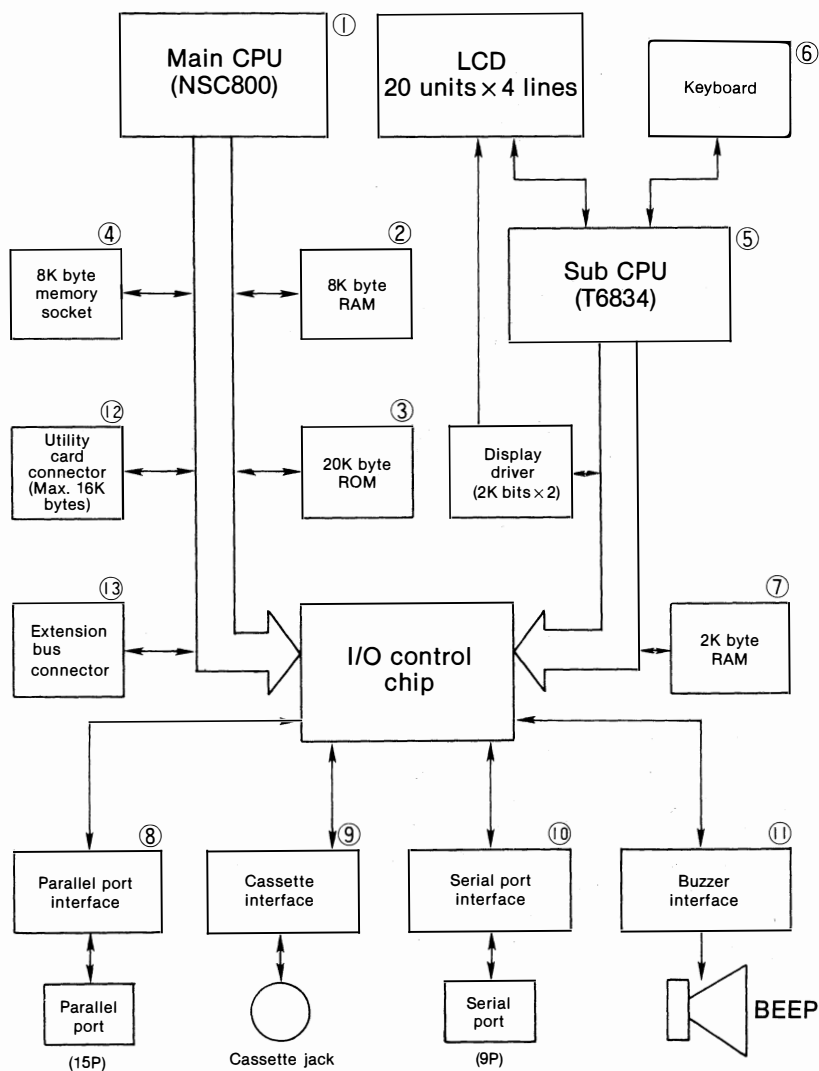 ①
Main CPU
(NSC800)
LCD
20 units × 4 lines
⑥
Keyboard
④
8K byte
memory
socket
②
8K byte
RAM
⑤
Sub CPU
(T6834)
⑫
Utility
card
connector
(Max. 16K
bytes)
③
20K byte
ROM
Display
driver
(2K bits × 2)
⑬
Extension
bus
connector
I/O control
chip
⑦
2K byte
RAM
⑧
Parallel port
interface
⑨
Cassette
interface
⑩
Serial port
interface
⑪
Buzzer
interface
Parallel
port
(15P)
Cassette jack
Serial
port
(9P)
BEEP